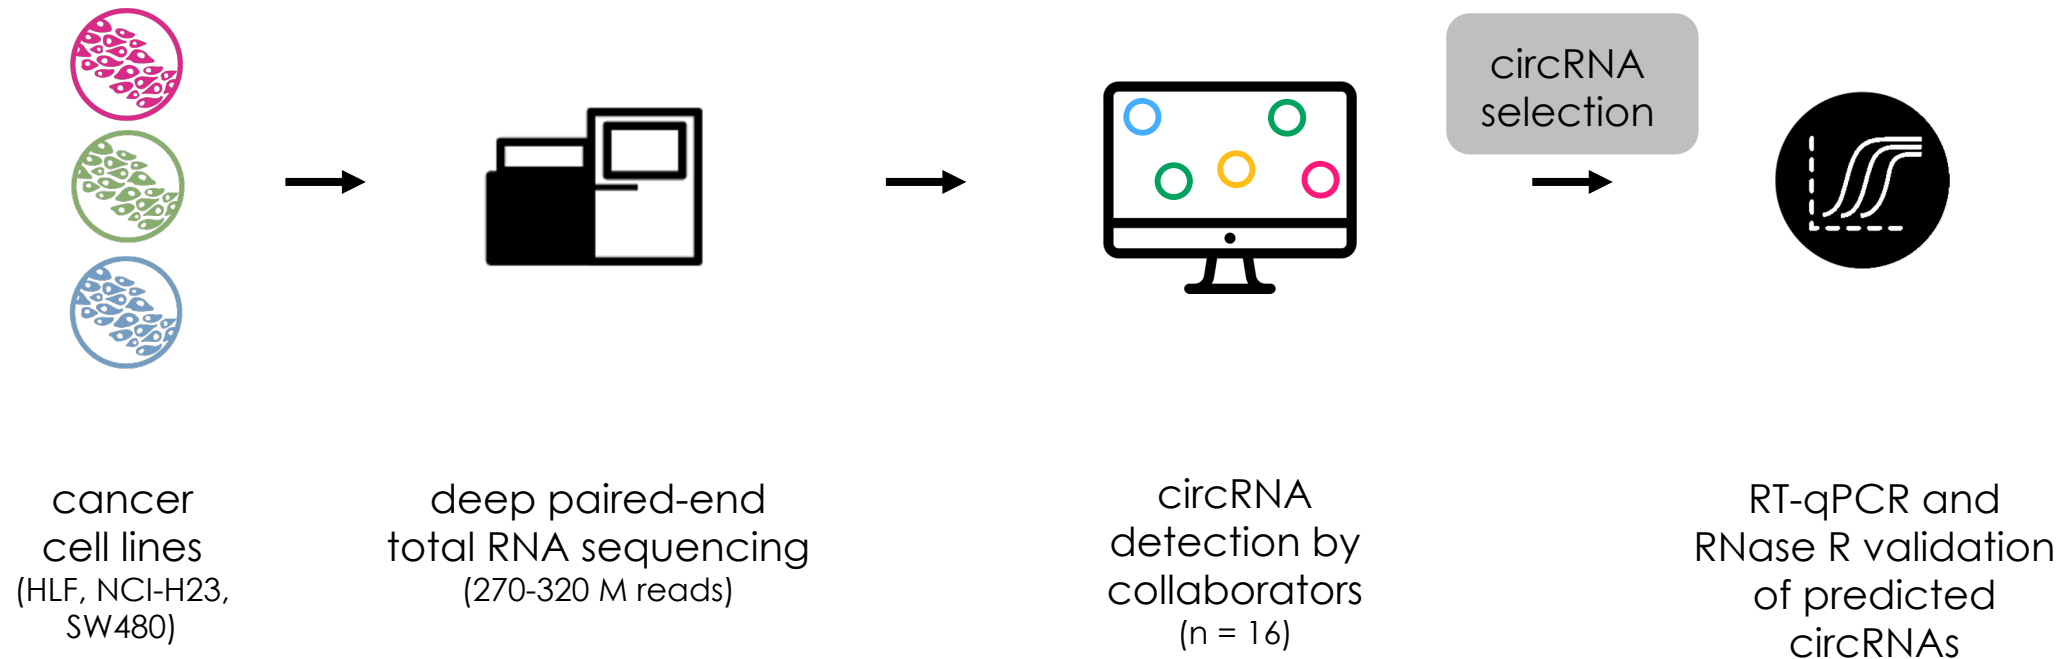 circRNA
selection
cancer
cell lines
(HLF, NCI-H23,
SW480)
deep paired-end
total RNA sequencing
(270-320 M reads)
circRNA
detection by
collaborators
(n = 16)
RT-qPCR and
RNase R validation
of predicted
circRNAs